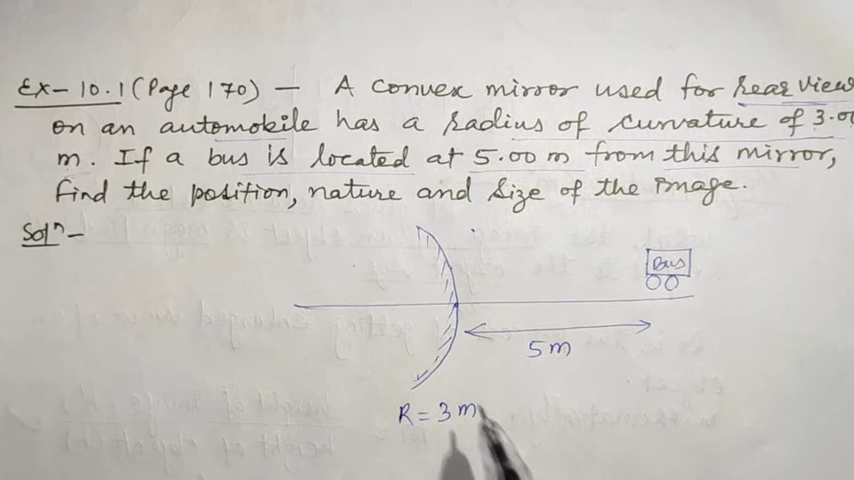 Ex-10.1 (Page 170) - A convex mirror used for rear view
on an automobile has a radius of curvature of 3.00
m. If a bus is located at 5.00 m from this mirror,
find the position, nature and size of the image.
Solⁿ-
Bus
5 m
R = 3 m